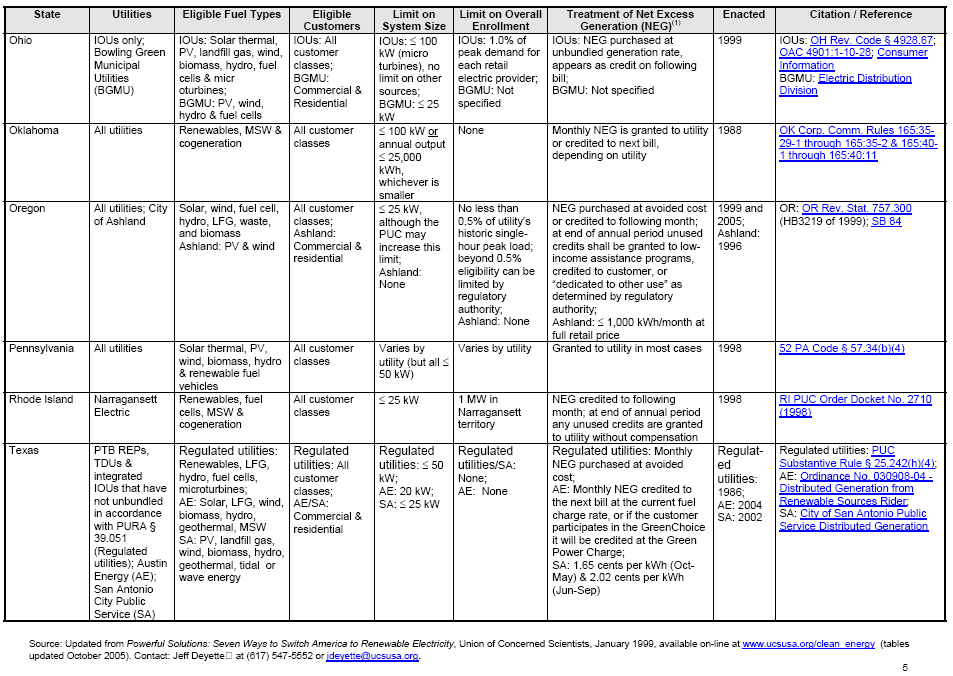 State
Utilities
Eligible Fuel Types
Eligible
Customers
Limit on
System Size
Limit on Overall
Enrollment
Treatment of Net Excess
Generation (NEG)(1)
Enacted
Citation / Reference
Ohio
IOUs only;
Bowling Green
Municipal
Utilities
(BGMU)
IOUs: Solar thermal,
PV, landfill gas, wind,
biomass, hydro, fuel
cells & micr
oturbines;
BGMU: PV, wind,
hydro & fuel cells
IOUs: All
customer
classes;
BGMU:
Commercial &
Residential
IOUs: ≤ 100
kW (micro
turbines), no
limit on other
sources;
BGMU: ≤ 25
kW
IOUs: 1.0% of
peak demand for
each retail
electric provider;
BGMU: Not
specified
IOUs: NEG purchased at
unbundled generation rate,
appears as credit on following
bill;
BGMU: Not specified
1999
IOUs: OH Rev. Code § 4928.67;
OAC 4901:1-10-28; Consumer
Information
BGMU: Electric Distribution
Division
Oklahoma
All utilities
Renewables, MSW &
cogeneration
All customer
classes
≤ 100 kW or
annual output
≤ 25,000
kWh,
whichever is
smaller
None
Monthly NEG is granted to utility
or credited to next bill,
depending on utility
1988
OK Corp. Comm. Rules 165:35-
29-1 through 165:35-2 & 165:40-
1 through 165:40:11
Oregon
All utilities; City
of Ashland
Solar, wind, fuel cell,
hydro, LFG, waste,
and biomass
Ashland: PV & wind
All customer
classes;
Ashland:
Commercial &
residential
≤ 25 kW,
although the
PUC may
increase this
limit;
Ashland:
None
No less than
0.5% of utility's
historic single-
hour peak load;
beyond 0.5%
eligibility can be
limited by
regulatory
authority;
Ashland: None
NEG purchased at avoided cost
or credited to following month;
at end of annual period unused
credits shall be granted to low-
income assistance programs,
credited to customer, or
“dedicated to other use” as
determined by regulatory
authority;
Ashland: ≤ 1,000 kWh/month at
full retail price
1999 and
2005;
Ashland:
1996
OR: OR Rev. Stat. 757.300
(HB3219 of 1999); SB 84
Pennsylvania
All utilities
Solar thermal, PV,
wind, biomass, hydro
& renewable fuel
vehicles
All customer
classes
Varies by
utility (but all ≤
50 kW)
Varies by utility
Granted to utility in most cases
1998
52 PA Code § 57.34(b)(4)
Rhode Island
Narragansett
Electric
Renewables, fuel
cells, MSW &
cogeneration
All customer
classes
≤ 25 kW
1 MW in
Narragansett
territory
NEG credited to following
month; at end of annual period
any unused credits are granted
to utility without compensation
1998
RI PUC Order Docket No. 2710
(1998)
Texas
PTB REPs,
TDUs &
integrated
IOUs that have
not unbundled
in accordance
with PURA §
39.051
(Regulated
utilities); Austin
Energy (AE);
San Antonio
City Public
Service (SA)
Regulated utilities:
Renewables, LFG,
hydro, fuel cells,
microturbines;
AE: Solar, LFG, wind,
biomass, hydro,
geothermal, MSW
SA: PV, landfill gas,
wind, biomass, hydro,
geothermal, tidal or
wave energy
Regulated
utilities: All
customer
classes;
AE/SA:
Commercial &
residential
Regulated
utilities: ≤ 50
kW;
AE: 20 kW;
SA: ≤ 25 kW
Regulated
utilities/SA:
None;
AE: None
Regulated utilities: Monthly
NEG purchased at avoided
cost;
AE: Monthly NEG credited to
the next bill at the current fuel
charge rate, or if the customer
participates in the GreenChoice
it will be credited at the Green
Power Charge;
SA: 1.65 cents per kWh (Oct-
May) & 2.02 cents per kWh
(Jun-Sep)
Regulat-
ed
utilities:
1986;
AE: 2004
SA: 2002
Regulated utilities: PUC
Substantive Rule § 25.242(h)(4);
AE: Ordinance No. 030908-04 -
Distributed Generation from
Renewable Sources Rider;
SA: City of San Antonio Public
Service Distributed Generation
Source: Updated from Powerful Solutions: Seven Ways to Switch America to Renewable Electricity, Union of Concerned Scientists, January 1999, available on-line at www.ucsusa.org/clean_energy (tables
updated October 2005). Contact: Jeff Deyette□ at (617) 547-5552 or jdeyette@ucsusa.org.
5